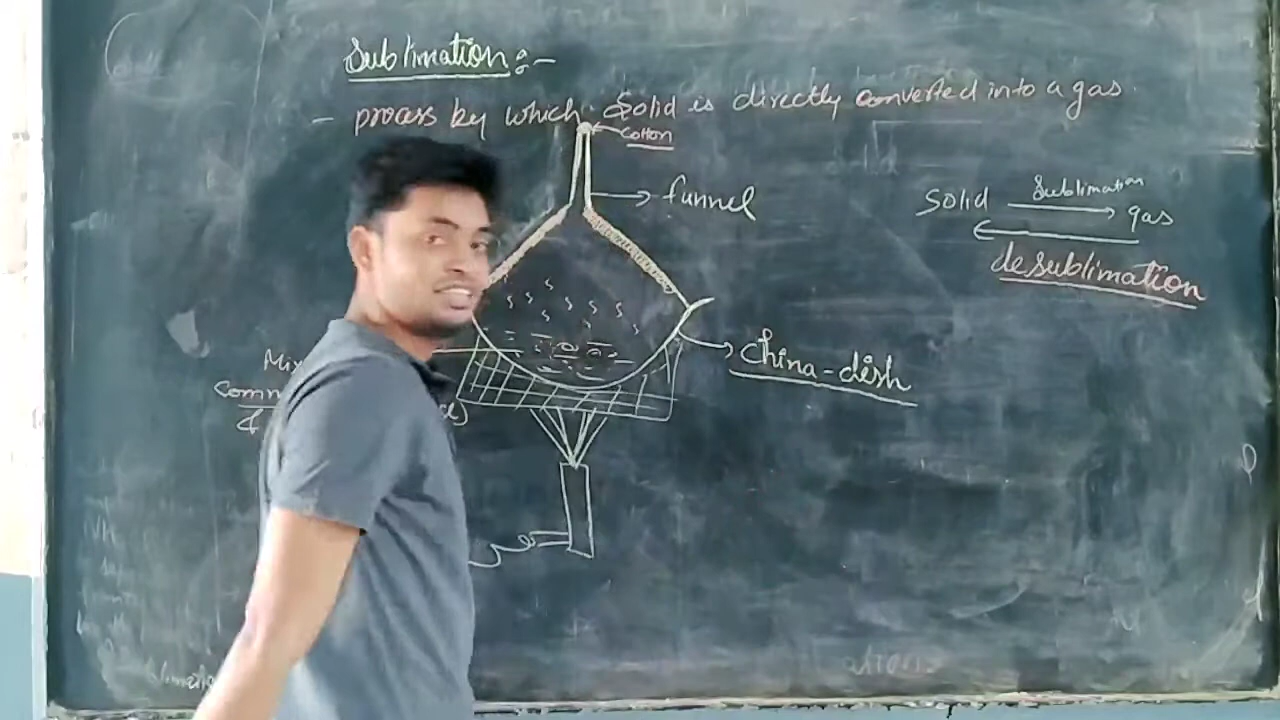 Sublimation :-
- process by which Solid is directly converted into a gas.
Cotton
funnel
Solid Sublimation gas
desublimation
China-dish